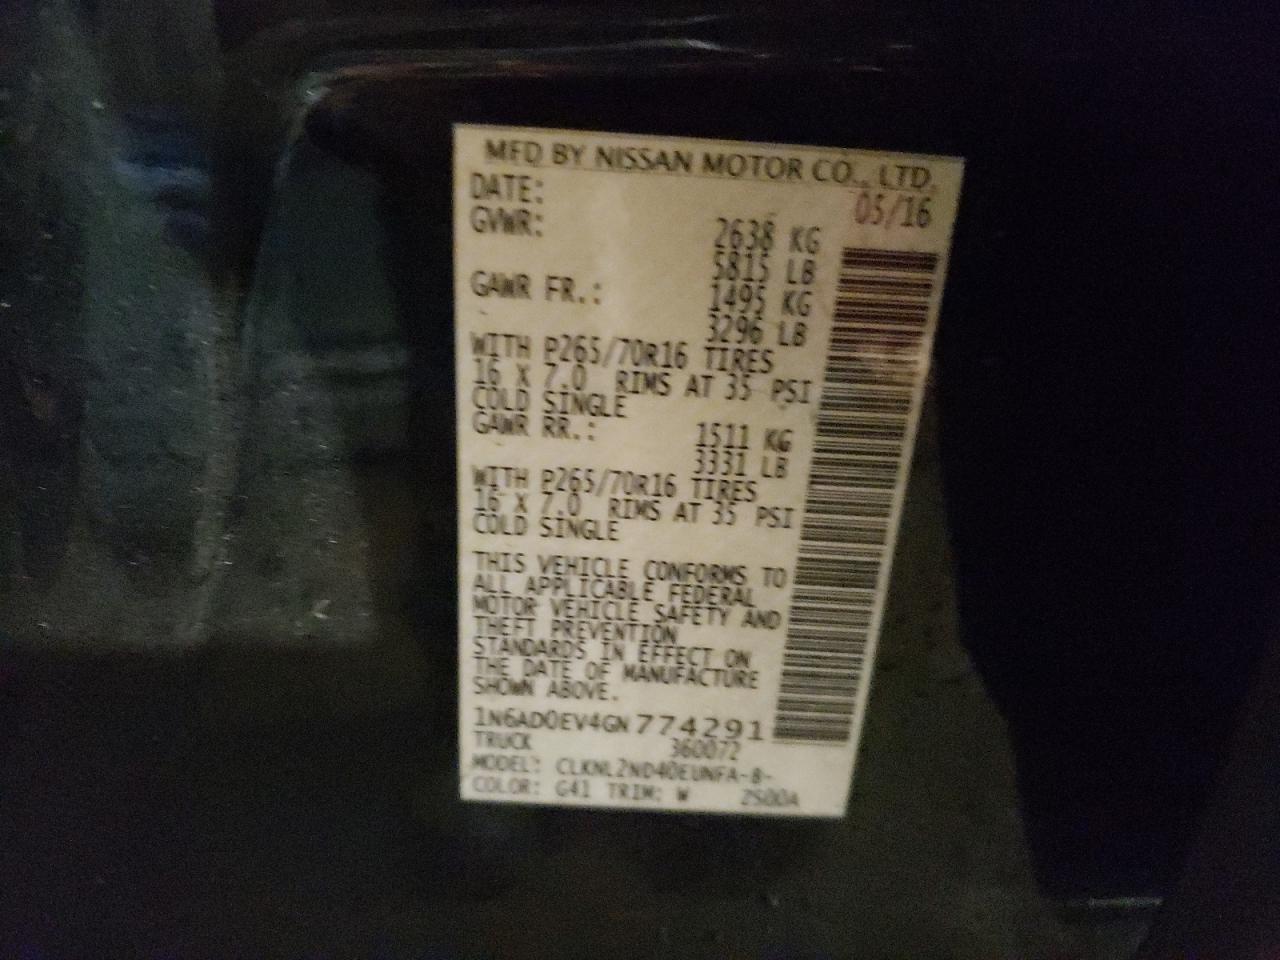 MFD BY NISSAN MOTOR CO., LTD.
DATE: 05/16
GVWR: 2638 KG
5815 LB
GAWR FR.: 1495 KG
3296 LB
WITH P265/70R16 TIRES
16 X 7.0 RIMS AT 35 PSI
COLD SINGLE
GAWR RR.: 1511 KG
3331 LB
WITH P265/70R16 TIRES
16 X 7.0 RIMS AT 35 PSI
COLD SINGLE
THIS VEHICLE CONFORMS TO
ALL APPLICABLE FEDERAL
MOTOR VEHICLE SAFETY AND
THEFT PREVENTION
STANDARDS IN EFFECT ON
THE DATE OF MANUFACTURE
SHOWN ABOVE.
1N6AD0EV4GN774291
TRUCK 360072
MODEL: CLKNL2ND40EUNFA-B-
COLOR: G41 TRIM: W 2S00A